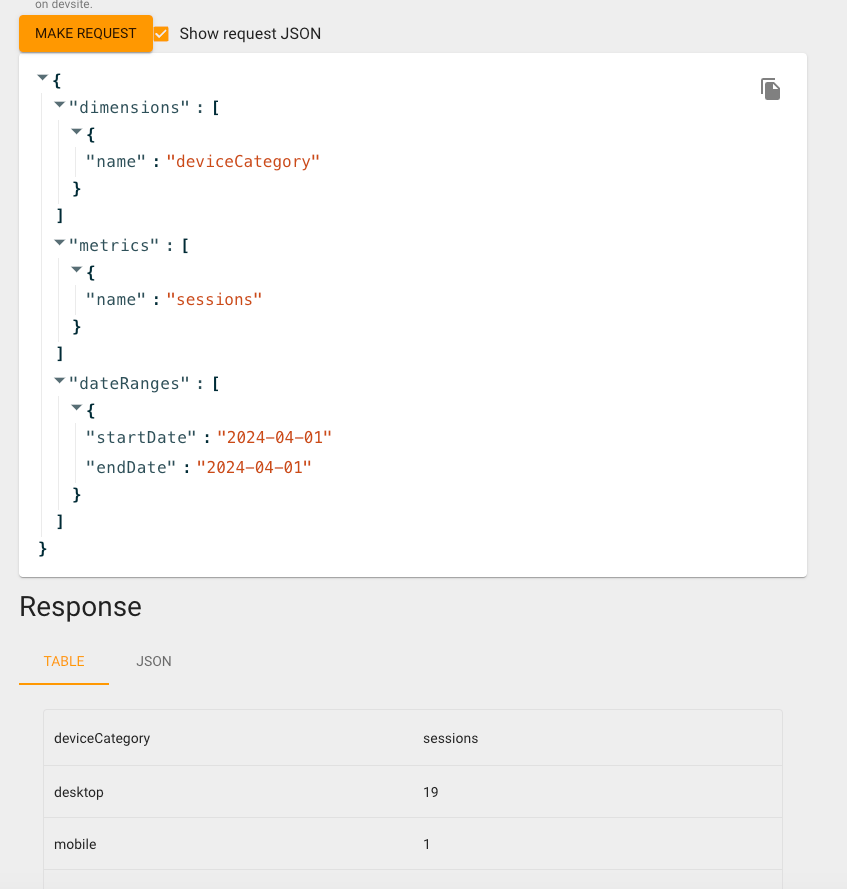 on devsite.
MAKE REQUEST
Show request JSON
{
"dimensions" : [
{
"name" : "deviceCategory"
}
]
"metrics" : [
{
"name" : "sessions"
}
]
"dateRanges" : [
{
"startDate" : "2024-04-01"
"endDate" : "2024-04-01"
}
]
}
Response
TABLE JSON
deviceCategory sessions
desktop 19
mobile 1